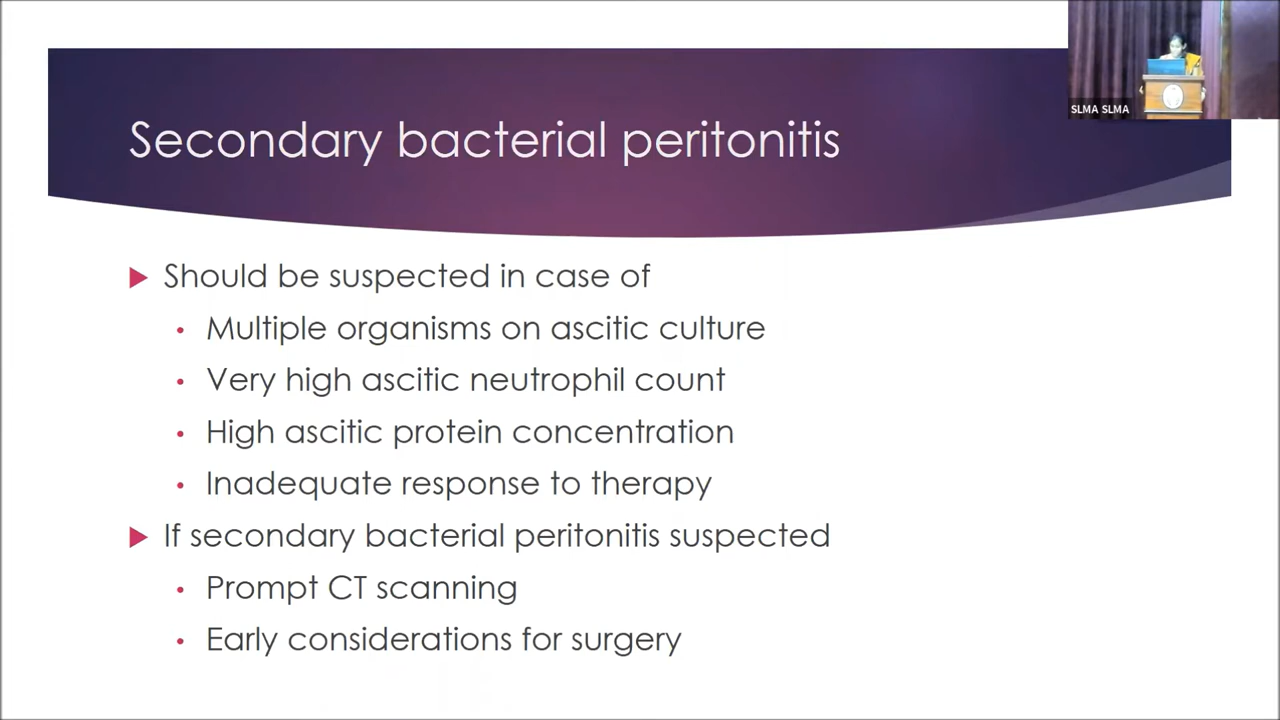 Secondary bacterial peritonitis
SLMA SLMA
Should be suspected in case of
Multiple organisms on ascitic culture
Very high ascitic neutrophil count
High ascitic protein concentration
Inadequate response to therapy
If secondary bacterial peritonitis suspected
Prompt CT scanning
Early considerations for surgery